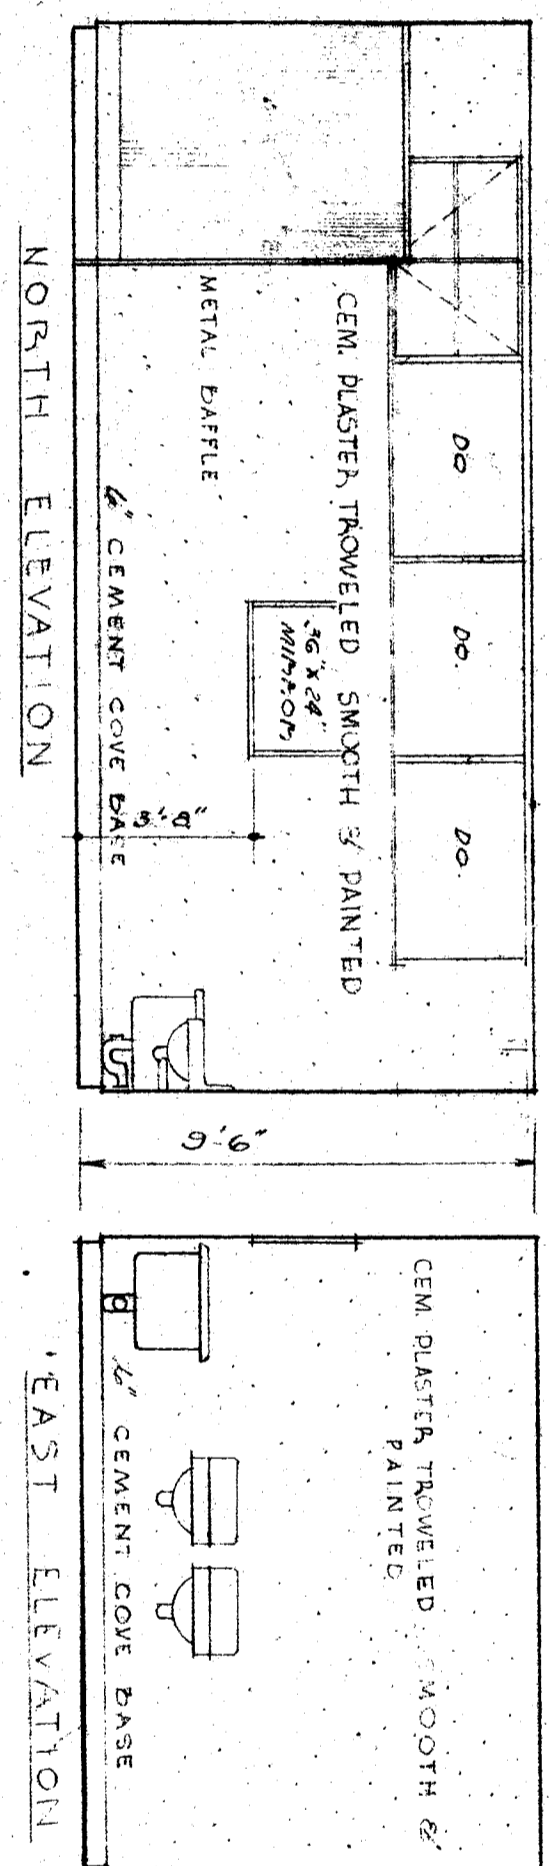 DO
DO.
DO.
CEM. PLASTER TROWELED SMOOTH & PAINTED
36" X 24"
MIRROR
METAL BAFFLE
6" CEMENT COVE BASE
3'-8"
NORTH ELEVATION
9'-6"
CEM. PLASTER TROWELED SMOOTH &
PAINTED
6" CEMENT COVE BASE
EAST ELEVATION